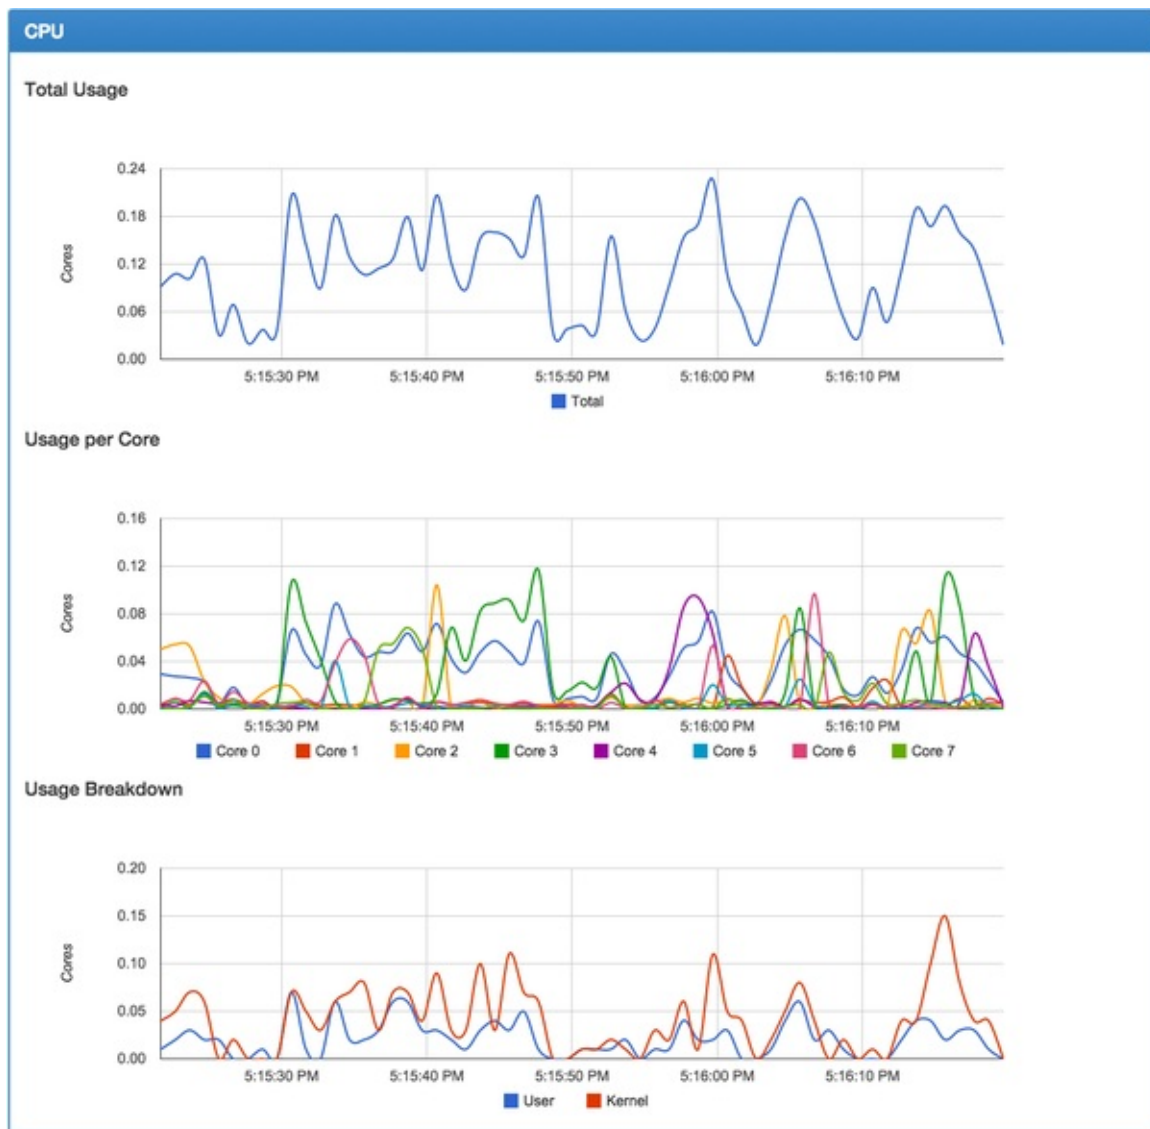 CPU
Total Usage
0.24
0.18
0.12
0.06
0.00
Cores
5:15:30 PM 5:15:40 PM 5:15:50 PM 5:16:00 PM 5:16:10 PM
Total
Usage per Core
0.16
0.12
0.08
0.04
0.00
Cores
5:15:30 PM 5:15:40 PM 5:15:50 PM 5:16:00 PM 5:16:10 PM
Core 0 Core 1 Core 2 Core 3 Core 4 Core 5 Core 6 Core 7
Usage Breakdown
0.20
0.15
0.10
0.05
0.00
Cores
5:15:30 PM 5:15:40 PM 5:15:50 PM 5:16:00 PM 5:16:10 PM
User Kernel